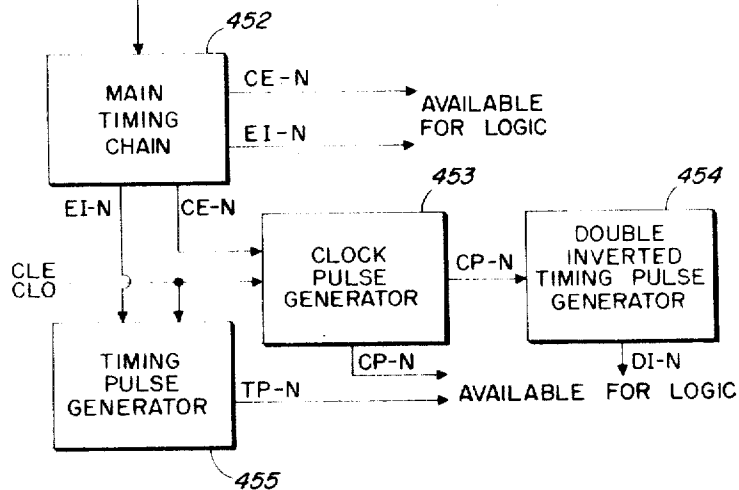 452
MAIN
TIMING
CHAIN
CE-N
EI-N
AVAILABLE
FOR LOGIC
EI-N
CE-N
453
454
CLOCK
PULSE
GENERATOR
CP-N
DOUBLE
INVERTED
TIMING PULSE
GENERATOR
CLE
CLO
TIMING
PULSE
GENERATOR
TP-N
CP-N
DI-N
AVAILABLE FOR LOGIC
455